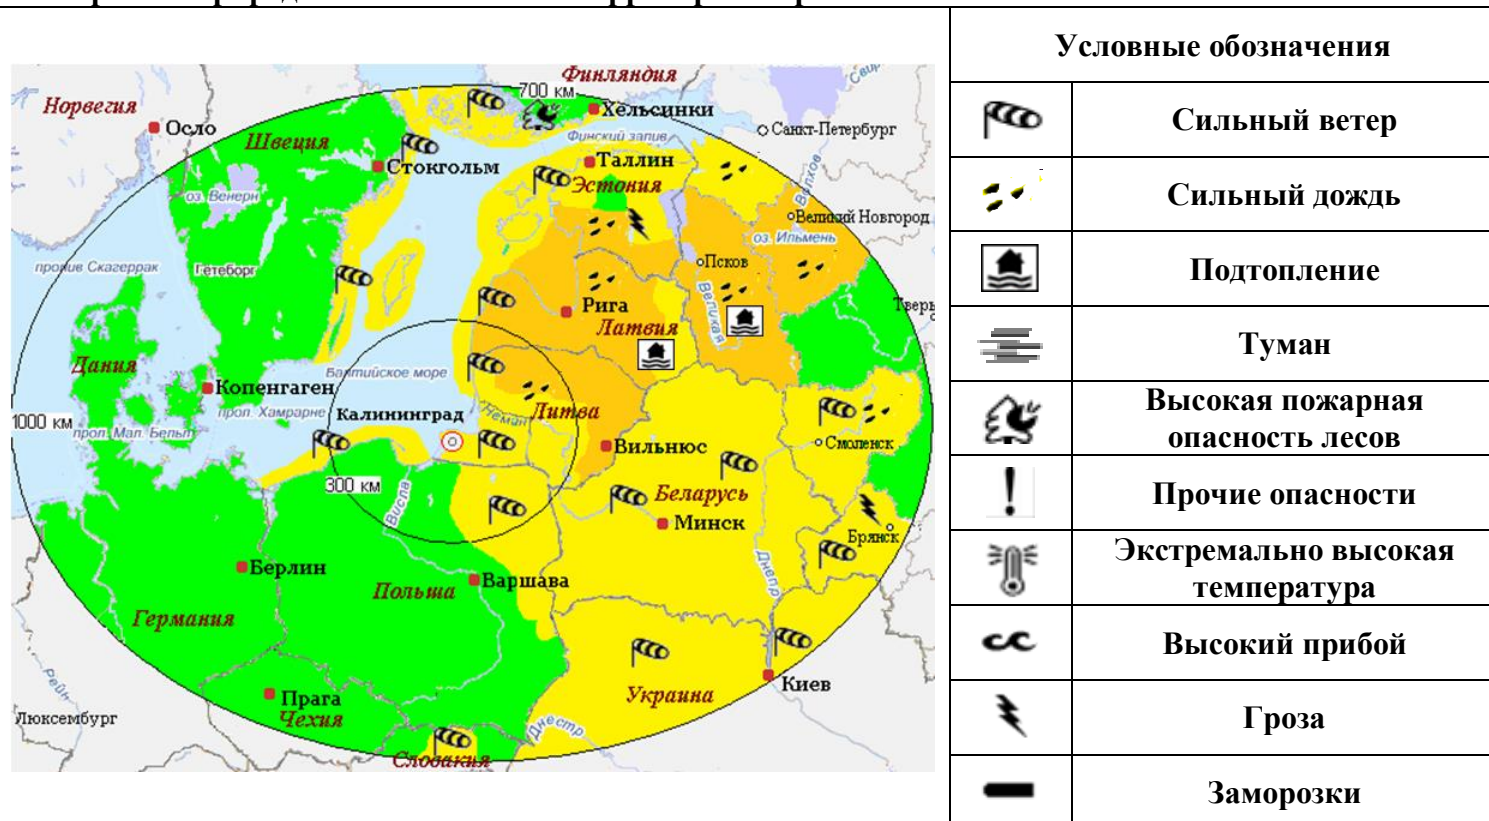 Условные обозначения
Сильный ветер
Сильный дождь
Подтопление
Туман
Высокая пожарная
опасность лесов
Прочие опасности
Экстремально высокая
температура
Высокий прибой
Гроза
Заморозки
Финляндия
700 км
Норвегия
Хельсинки
Осло
Финский залив
Санкт-Петербург
Швеция
Таллин
Стокгольм
Эстония
Волхов
оз. Венерн
Великий Новгород
оз. Ильмень
Псков
пролив Скагеррак
Гётеборг
Великая
Рига
Тверь
Латвия
Дания
Балтийское море
Копенгаген
1000 км
прол. Хамрарне
Калининград
Неман
Литва
прол. Мал. Бельт
Вильнюс
Смоленск
300 км
Висла
Беларусь
Минск
Брянск
Берлин
Днепр
Польша
Варшава
Германия
Рейн
Прага
Украина
Киев
Люксембург
Чехия
Днестр
Словакия